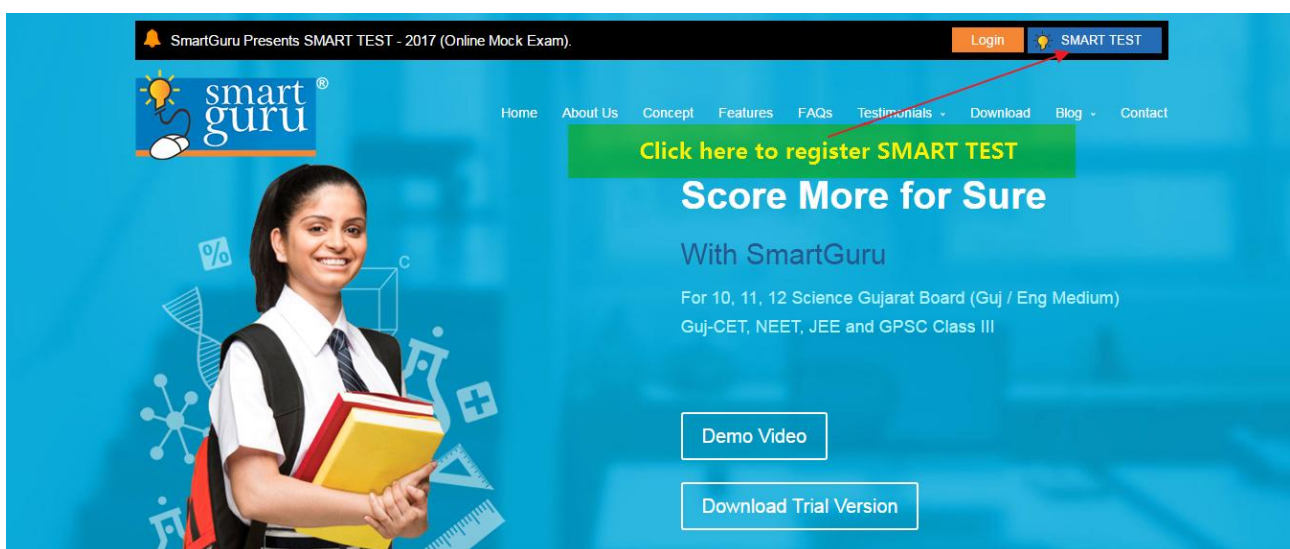 SmartGuru Presents SMART TEST - 2017 (Online Mock Exam).
Login
SMART TEST
smart guru ®
Home About Us Concept Features FAQs Testimonials Download Blog Contact
Click here to register SMART TEST
Score More for Sure
With SmartGuru
For 10, 11, 12 Science Gujarat Board (Guj / Eng Medium)
Guj-CET, NEET, JEE and GPSC Class III
%
C
Demo Video
Download Trial Version